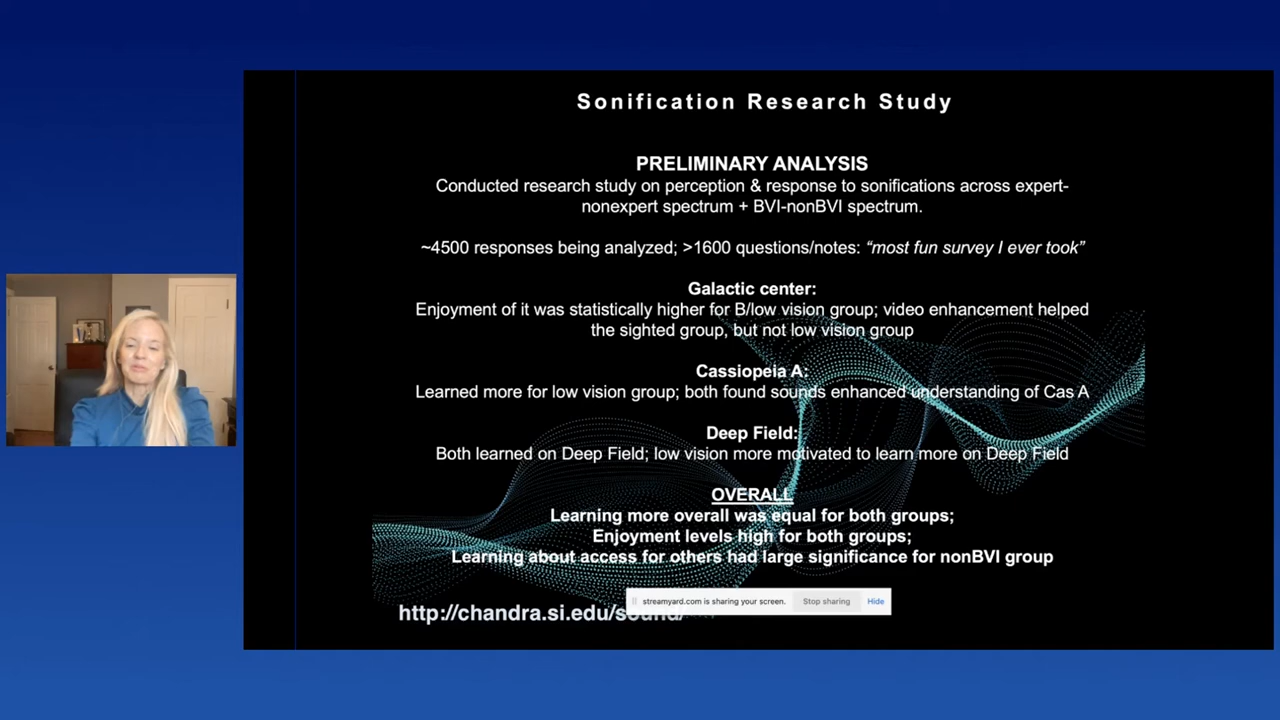 Sonification Research Study
PRELIMINARY ANALYSIS
Conducted research study on perception & response to sonifications across expert-
nonexpert spectrum + BVI-nonBVI spectrum.
~4500 responses being analyzed; >1600 questions/notes: “most fun survey I ever took”
Galactic center:
Enjoyment of it was statistically higher for B/low vision group; video enhancement helped
the sighted group, but not low vision group
Cassiopeia A:
Learned more for low vision group; both found sounds enhanced understanding of Cas A
Deep Field:
Both learned on Deep Field; low vision more motivated to learn more on Deep Field
OVERALL
Learning more overall was equal for both groups;
Enjoyment levels high for both groups;
Learning about access for others had large significance for nonBVI group
streamyard.com is sharing your screen. Stop sharing Hide
http://chandra.si.edu/sound/